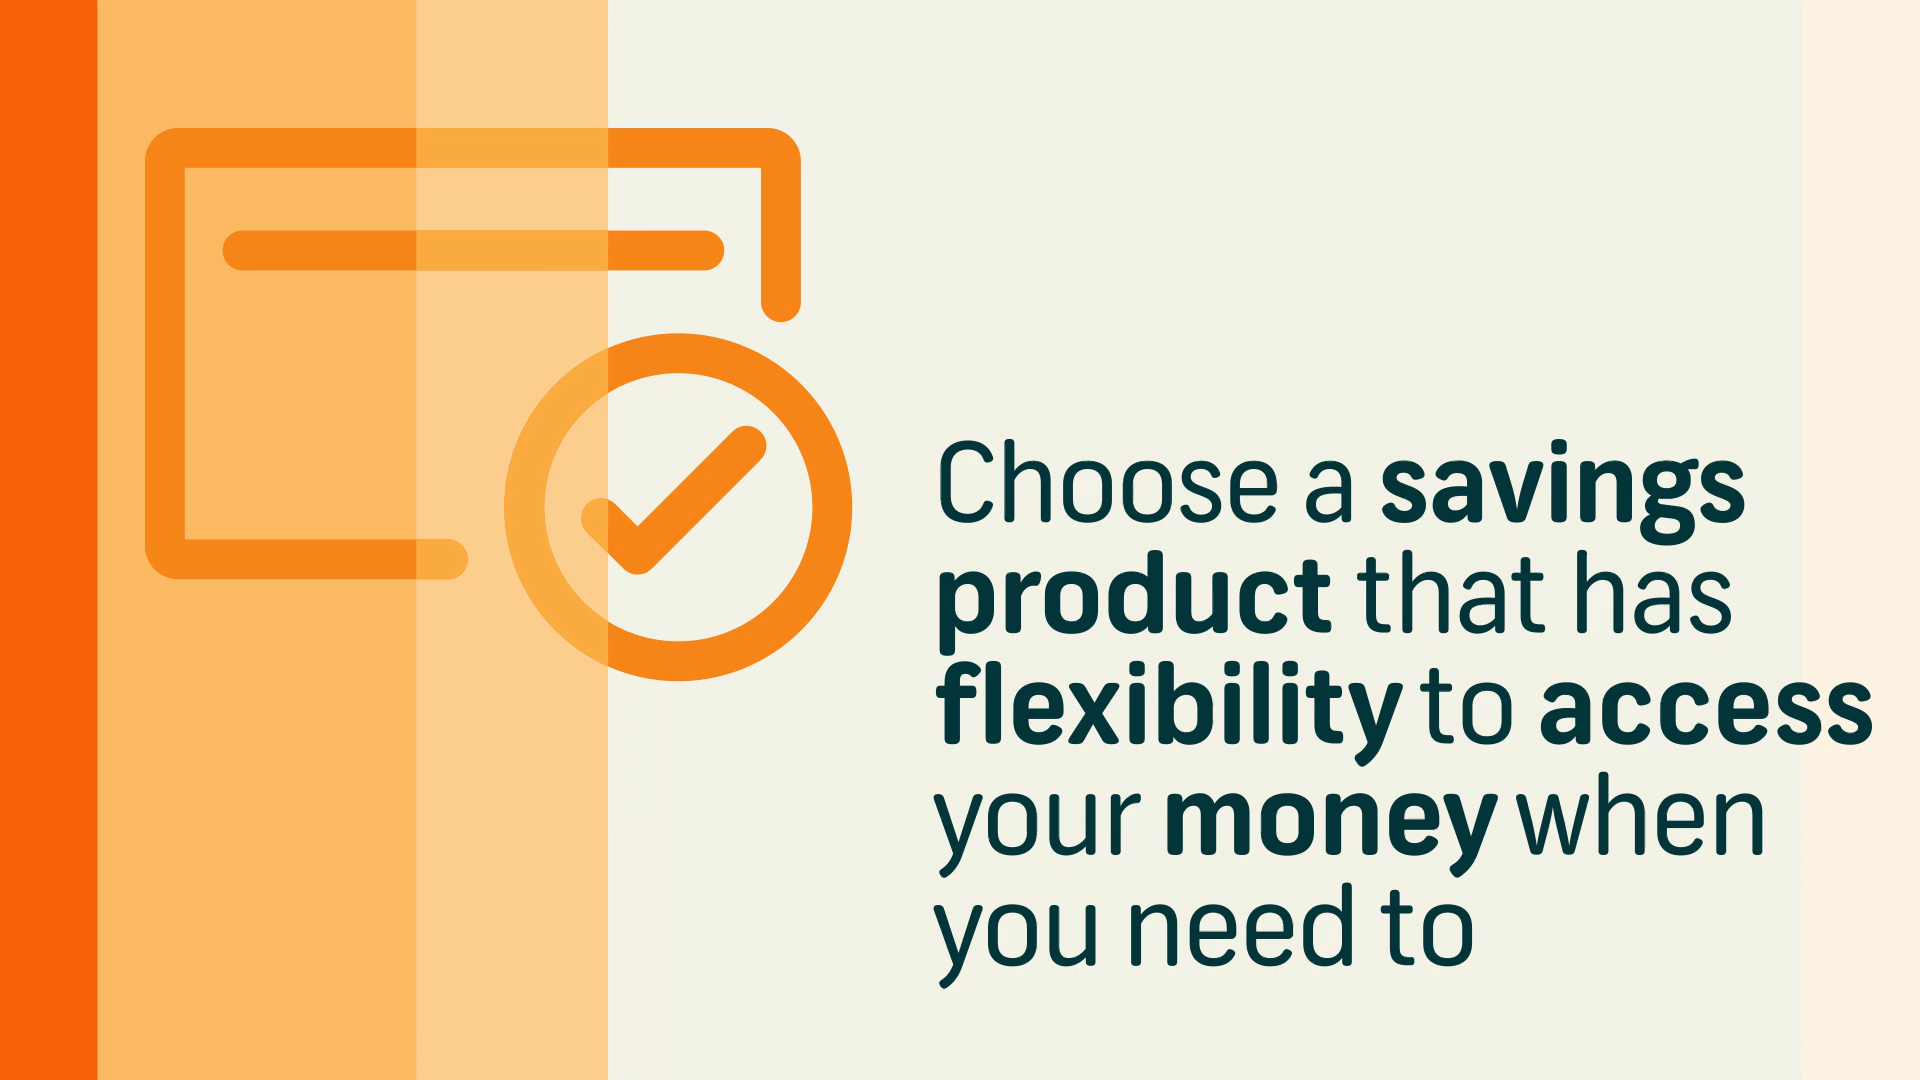 Choose a savings
product that has
flexibility to access
your money when
you need to